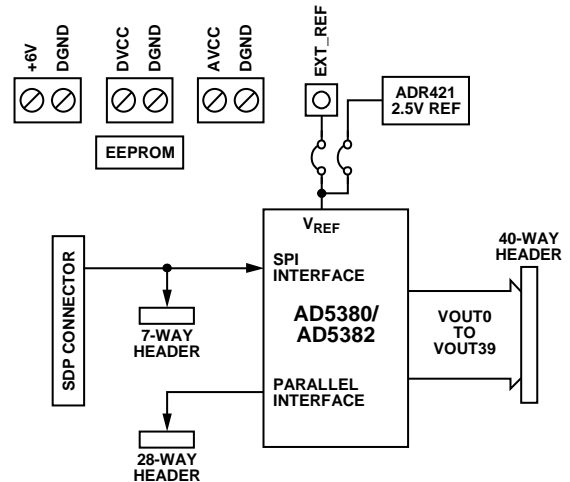 +6V
DGND
DVCC
DGND
AVCC
DGND
EXT_REF
ADR421
2.5V REF
EEPROM
VREF
SPI
INTERFACE
AD5380/
AD5382
PARALLEL
INTERFACE
SDP CONNECTOR
7-WAY
HEADER
28-WAY
HEADER
40-WAY
HEADER
VOUT0
TO
VOUT39